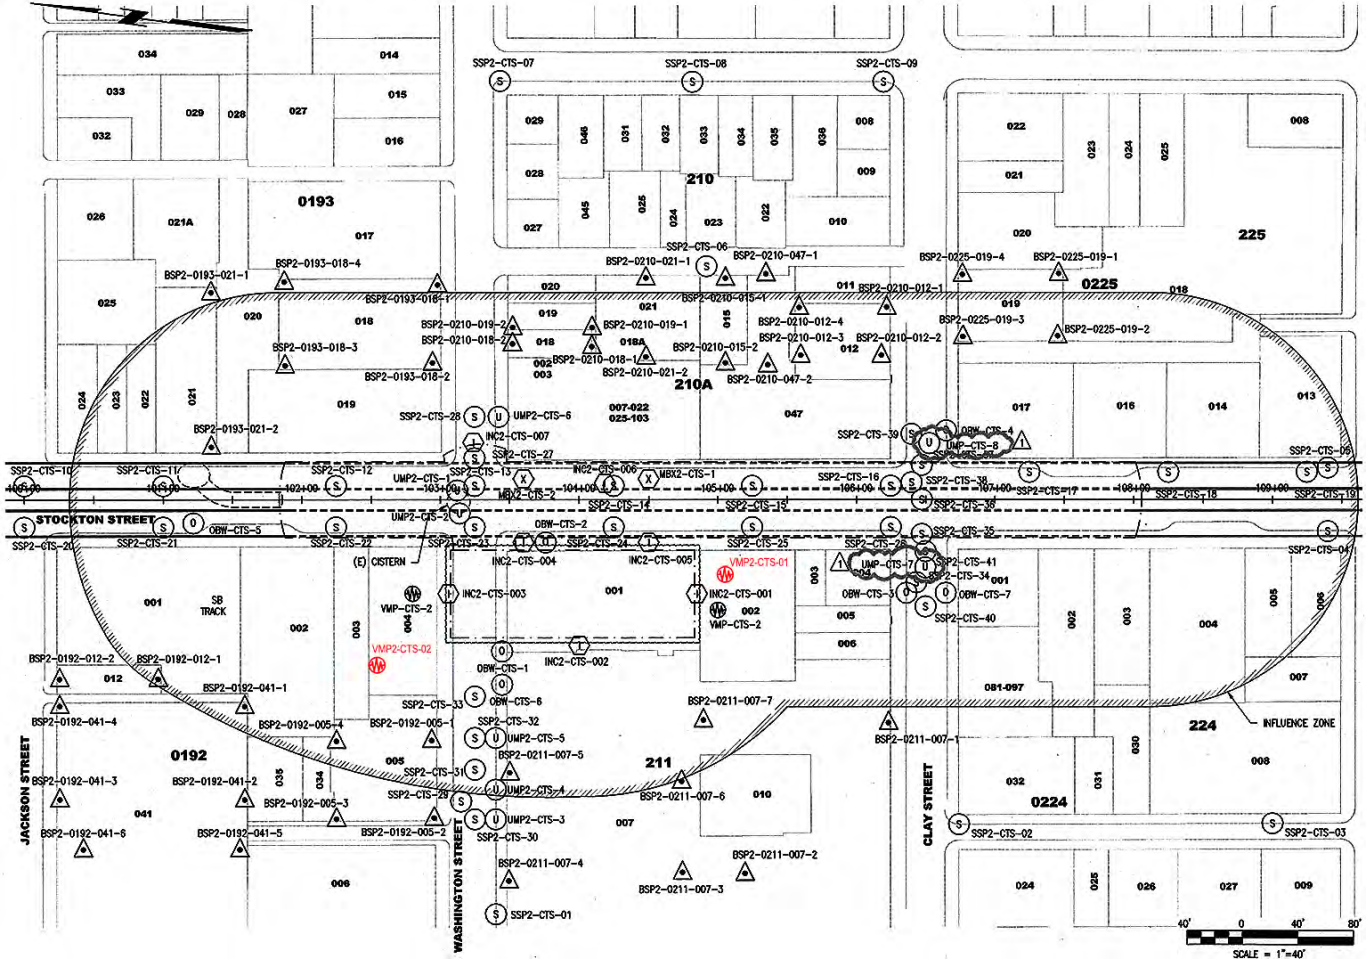 SSP2-CTS-07 SSP2-CTS-08 SSP2-CTS-09
034 014
033 029 028 027 015
032 016
029 046 031 032 033 034 035 036 008
028 009
027 045 025 024 023 022 010
210
022 023 024 025 008
021
020 225
026 021A 0193 017
025
SSP2-CTS-06
BSP2-0193-021-1 BSP2-0193-018-4 BSP2-0210-021-1 BSP2-0210-047-1 BSP2-0225-019-4 BSP2-0225-019-1
BSP2-0193-018-1 020 BSP2-0210-015-1 011 BSP2-0210-012-1 0225 018
020 018 019 021 015 019
BSP2-0210-019-2 BSP2-0210-019-1 BSP2-0210-012-4 BSP2-0225-019-3
BSP2-0210-018-2 018 018A BSP2-0210-012-3 012 BSP2-0210-012-2 BSP2-0225-019-2
BSP2-0193-018-3 BSP2-0210-018-1 BSP2-0210-015-2
BSP2-0193-018-2 002 BSP2-0210-021-2 BSP2-0210-047-2
003
210A
024 023 022 021 019 007-022 047 017 016 014 013
025-103
SSP2-CTS-28 UMP2-CTS-6
BSP2-0193-021-2 INC2-CTS-007 SSP2-CTS-39 OBW-CTS-4
UMP-CTS-8 1
SSP2-CTS-27 SSP2-CTS-05
SSP2-CTS-10 SSP2-CTS-11 SSP2-CTS-12 SSP2-CTS-13 INC2-CTS-006 MBX2-CTS-1 SSP2-CTS-16
UMP2-CTS-1 SSP2-CTS-38
101+00 102+00 103+00 MBX2-CTS-2 104+00 105+00 106+00 107+00 108+00 109+00
SSP2-CTS-14 SSP2-CTS-15 SSP2-CTS-36 SSP2-CTS-17 SSP2-CTS-18 SSP2-CTS-19
STOCKTON STREET OBW-CTS-5 UMP2-CTS-2 OBW-CTS-2
SSP2-CTS-35
SSP2-CTS-20 SSP2-CTS-21 SSP2-CTS-22 SSP2-CTS-23 SSP2-CTS-24 SSP2-CTS-25 SSP2-CTS-26 SSP2-CTS-04
(E) CISTERN INC2-CTS-004 INC2-CTS-005 VMP2-CTS-01 1 UMP-CTS-7 SSP2-CTS-41
004
003 SSP2-CTS-34 001
001 SB TRACK 002 003 004 VMP-CTS-2 INC2-CTS-003 001 INC2-CTS-001 OBW-CTS-3 OBW-CTS-7
VMP-CTS-2 002 005 SSP2-CTS-40 002 003 004 005 006
006
VMP2-CTS-02 INC2-CTS-002
OBW-CTS-1
BSP2-0192-012-2 BSP2-0192-012-1
012 BSP2-0192-041-1 081-097 007
SSP2-CTS-33 OBW-CTS-6
BSP2-0192-041-4 BSP2-0192-005-4 BSP2-0192-005-1 SSP2-CTS-32 BSP2-0211-007-7 INFLUENCE ZONE
UMP2-CTS-5 BSP2-0211-007-1 030 224
0192 005 BSP2-0211-007-5 211 008
SSP2-CTS-31
BSP2-0192-041-3 BSP2-0192-041-2 035 034 UMP2-CTS-4 BSP2-0211-007-6 010 032 031
SSP2-CTS-29
BSP2-0192-005-3 0224
041 BSP2-0192-005-2 UMP2-CTS-3 007
BSP2-0192-041-6 BSP2-0192-041-5 SSP2-CTS-30 SSP2-CTS-02 SSP2-CTS-03
BSP2-0211-007-4 BSP2-0211-007-2
BSP2-0211-007-3
006 024 025 026 027 009
SSP2-CTS-01
JACKSON STREET
WASHINGTON STREET
CLAY STREET
40' 0 40' 80'
SCALE = 1"=40'